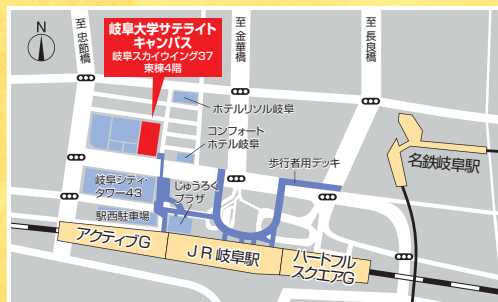 N
至忠節橋
岐阜大学サテライト
キャンパス
岐阜スカイウイング37
東棟4階
至金華橋
至長良橋
ホテルリソル岐阜
コンフォート
ホテル岐阜
歩行者用デッキ
名鉄岐阜駅
岐阜シティ・
タワー43
じゅうろく
プラザ
駅西駐車場
アクティブG
JR岐阜駅
ハートフル
スクエアG